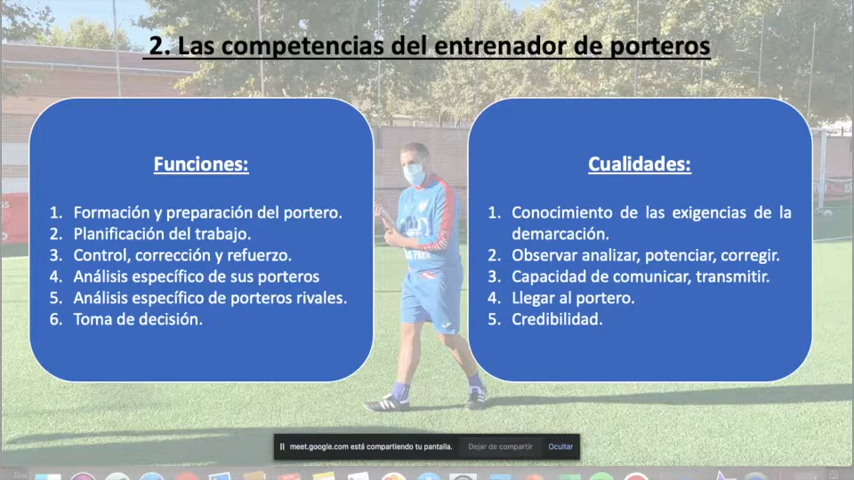 2. Las competencias del entrenador de porteros
Funciones:
1. Formación y preparación del portero.
2. Planificación del trabajo.
3. Control, corrección y refuerzo.
4. Análisis específico de sus porteros
5. Análisis específico de porteros rivales.
6. Toma de decisión.
Cualidades:
1. Conocimiento de las exigencias de la
demarcación.
2. Observar analizar, potenciar, corregir.
3. Capacidad de comunicar, transmitir.
4. Llegar al portero.
5. Credibilidad.
meet.google.com está compartiendo tu pantalla. Dejar de compartir Ocultar